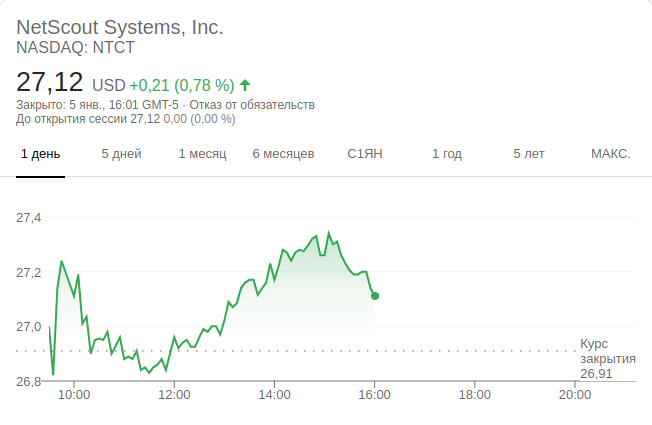 NetScout Systems, Inc.
NASDAQ: NTCT
27,12 USD +0,21 (0,78 %)
Закрыто: 5 янв., 16:01 GMT-5 · Отказ от обязательств
До открытия сессии 27,12 0,00 (0,00 %)
1 день 5 дней 1 месяц 6 месяцев С1ЯН 1 год 5 лет МАКС.
27,4
27,2
27,0
Курс
закрытия
26,91
26,8
10:00 12:00 14:00 16:00 18:00 20:00